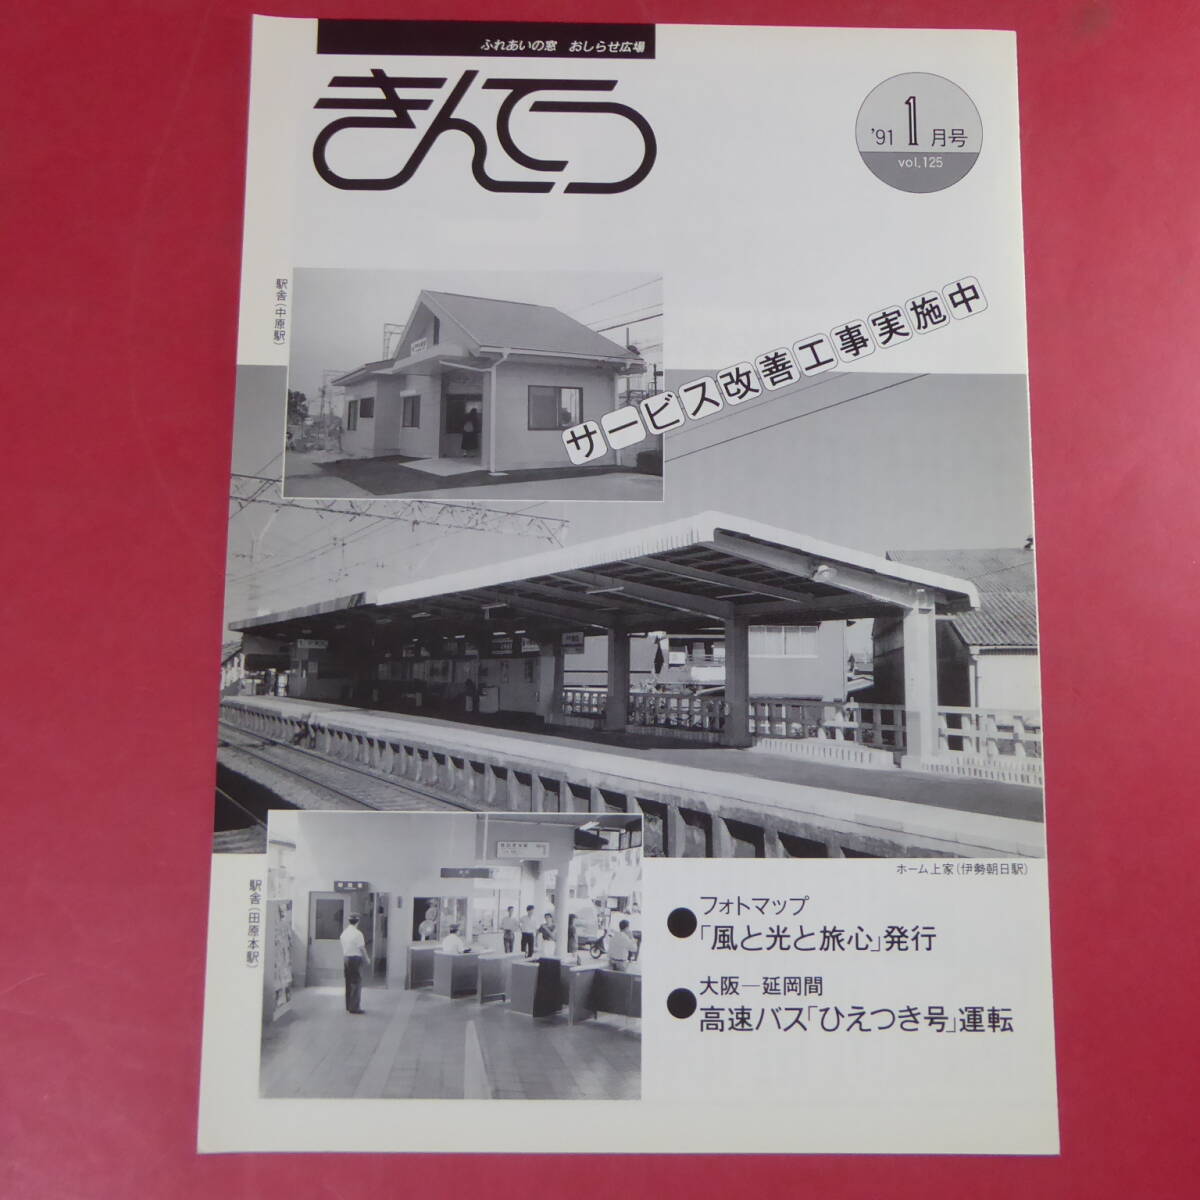 ふれあいの窓 おしらせ広場
きんてつ
'91 1月号
vol.125
駅舎(中原駅)
サービス改善工事実施中
ホーム上家(伊勢朝日駅)
駅舎(田原本駅)
●フォトマップ
「風と光と旅心」発行
●大阪―延岡間
高速バス「ひえつき号」運転